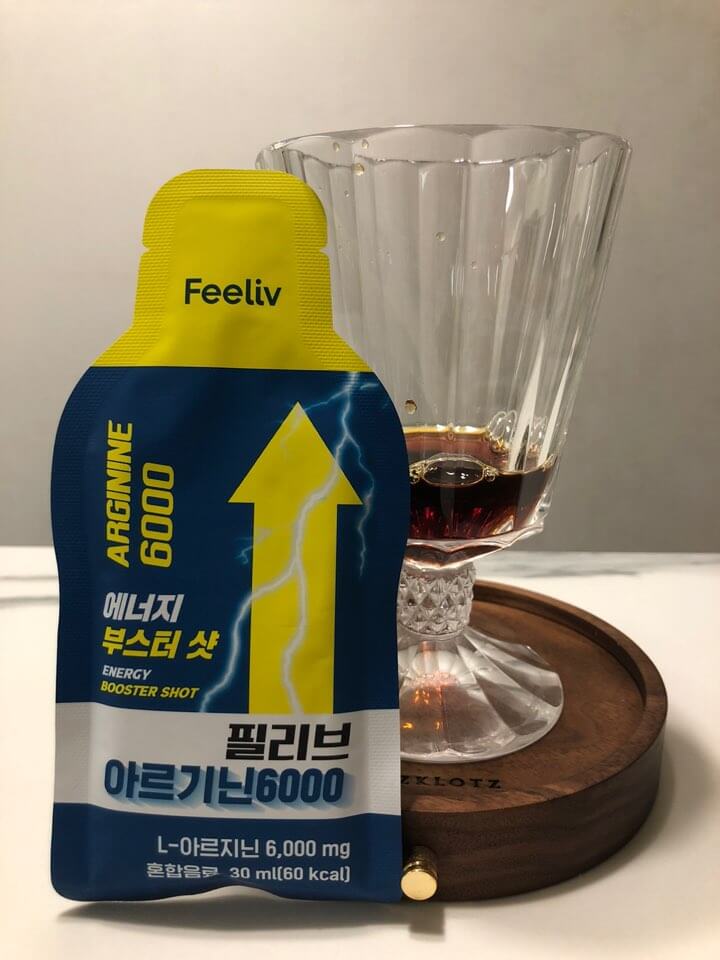 Feeliv
ARGININE
6000
에너지
부스터 샷
ENERGY
BOOSTER SHOT
필리브
아르기닌6000
L-아르지닌 6,000 mg
혼합음료 30 ml(60 kcal)
ZKLOTZ